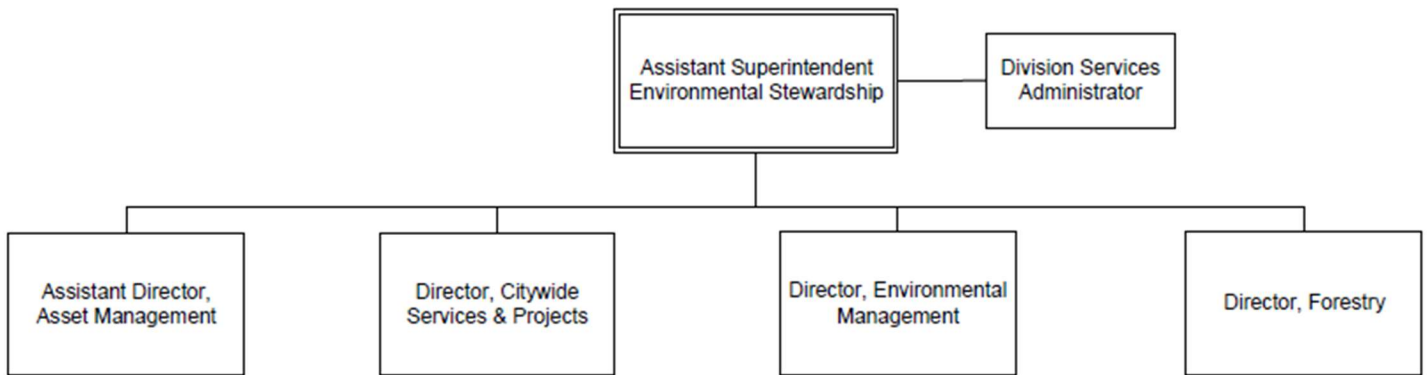 Assistant Superintendent
Environmental Stewardship
Division Services
Administrator
Assistant Director,
Asset Management
Director, Citywide
Services & Projects
Director, Environmental
Management
Director, Forestry